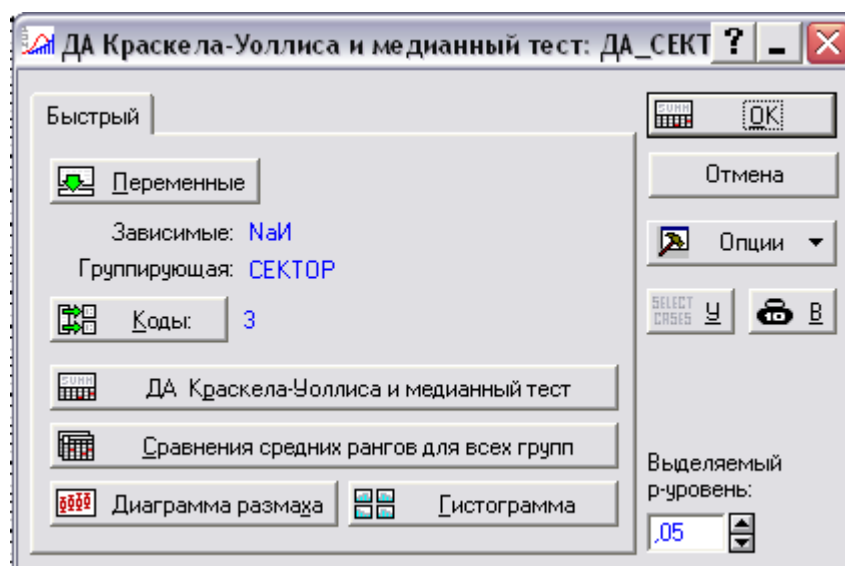 ДА Краскела-Уоллиса и медианный тест: ДА_СЕКТ
Быстрый
OK
Переменные
Отмена
Зависимые: NaИ
Опции
Группирующая: СЕКТОР
Коды: 3
SELECT CASES У
В
ДА Краскела-Уоллиса и медианный тест
Сравнения средних рангов для всех групп
Выделяемый
p-уровень:
Диаграмма размаха
Гистограмма
,05